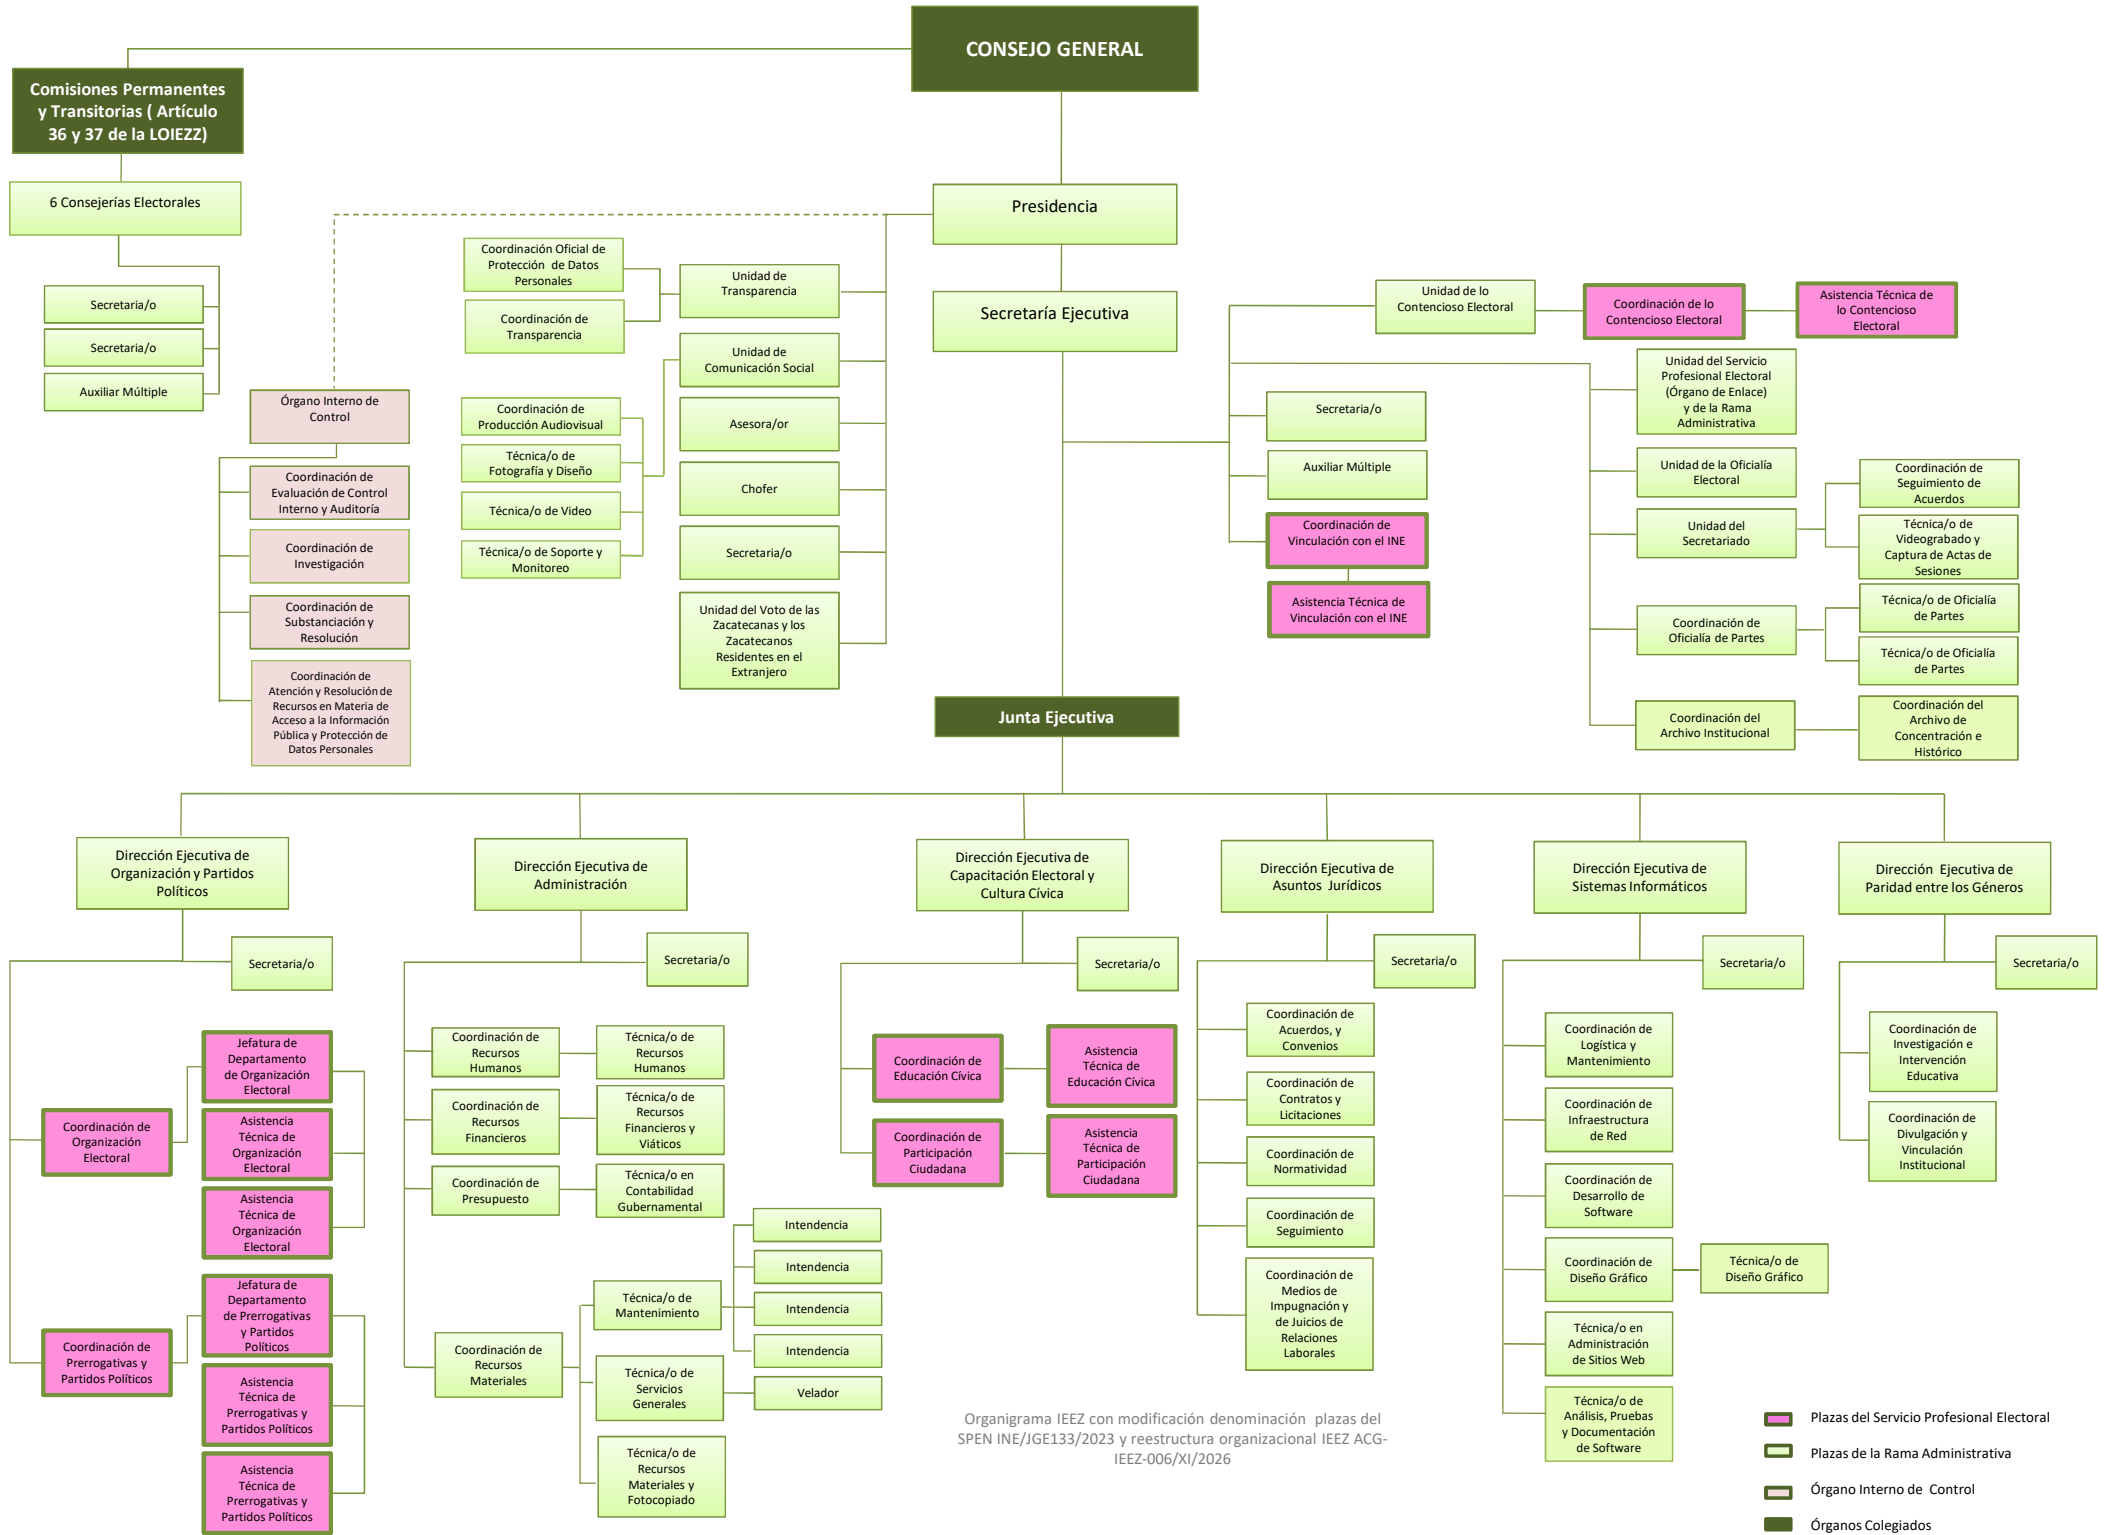 CONSEJO GENERAL
Comisiones Permanentes
y Transitorias ( Artículo
36 y 37 de la LOIEZZ)
6 Consejerías Electorales
Secretaria/o
Secretaria/o
Auxiliar Múltiple
Presidencia
Secretaría Ejecutiva
Coordinación Oficial de
Protección de Datos
Personales
Coordinación de
Transparencia
Unidad de
Transparencia
Unidad de
Comunicación Social
Coordinación de
Producción Audiovisual
Técnica/o de
Fotografía y Diseño
Técnica/o de Video
Técnica/o de Soporte y
Monitoreo
Asesora/or
Chofer
Secretaria/o
Unidad del Voto de las
Zacatecanas y los
Zacatecanos
Residentes en el
Extranjero
Órgano Interno de
Control
Coordinación de
Evaluación de Control
Interno y Auditoría
Coordinación de
Investigación
Coordinación de
Substanciación y
Resolución
Coordinación de
Atención y Resolución de
Recursos en Materia de
Acceso a la Información
Pública y Protección de
Datos Personales
Unidad de lo
Contencioso Electoral
Coordinación de lo
Contencioso Electoral
Asistencia Técnica de
lo Contencioso
Electoral
Secretaria/o
Auxiliar Múltiple
Coordinación de
Vinculación con el INE
Asistencia Técnica de
Vinculación con el INE
Unidad del Servicio
Profesional Electoral
(Órgano de Enlace)
y de la Rama
Administrativa
Unidad de la Oficialía
Electoral
Unidad del
Secretariado
Coordinación de
Seguimiento de
Acuerdos
Técnica/o de
Videograbado y
Captura de Actas de
Sesiones
Coordinación de
Oficialía de Partes
Técnica/o de Oficialía
de Partes
Técnica/o de Oficialía
de Partes
Coordinación del
Archivo Institucional
Coordinación del
Archivo de
Concentración e
Histórico
Junta Ejecutiva
Dirección Ejecutiva de
Organización y Partidos
Políticos
Secretaria/o
Coordinación de
Organización
Electoral
Jefatura de
Departamento
de Organización
Electoral
Asistencia
Técnica de
Organización
Electoral
Asistencia
Técnica de
Organización
Electoral
Coordinación de
Prerrogativas y
Partidos Políticos
Jefatura de
Departamento
de Prerrogativas
y Partidos
Políticos
Asistencia
Técnica de
Prerrogativas y
Partidos Políticos
Asistencia
Técnica de
Prerrogativas y
Partidos Políticos
Dirección Ejecutiva de
Administración
Secretaria/o
Coordinación de
Recursos
Humanos
Técnica/o de
Recursos
Humanos
Coordinación de
Recursos
Financieros
Técnica/o de
Recursos
Financieros y
Viáticos
Coordinación de
Presupuesto
Técnica/o en
Contabilidad
Gubernamental
Coordinación de
Recursos
Materiales
Técnica/o de
Mantenimiento
Intendencia
Intendencia
Intendencia
Intendencia
Técnica/o de
Servicios
Generales
Velador
Técnica/o de
Recursos
Materiales y
Fotocopiado
Dirección Ejecutiva de
Capacitación Electoral y
Cultura Cívica
Secretaria/o
Coordinación de
Educación Cívica
Asistencia
Técnica de
Educación Cívica
Coordinación de
Participación
Ciudadana
Asistencia
Técnica de
Participación
Ciudadana
Dirección Ejecutiva de
Asuntos Jurídicos
Secretaria/o
Coordinación de
Acuerdos, y
Convenios
Coordinación de
Contratos y
Licitaciones
Coordinación de
Normatividad
Coordinación de
Seguimiento
Coordinación de
Medios de
Impugnación y
de Juicios de
Relaciones
Laborales
Dirección Ejecutiva de
Sistemas Informáticos
Secretaria/o
Coordinación de
Logística y
Mantenimiento
Coordinación de
Infraestructura
de Red
Coordinación de
Desarrollo de
Software
Coordinación de
Diseño Gráfico
Técnica/o de
Diseño Gráfico
Técnica/o en
Administración
de Sitios Web
Técnica/o de
Análisis, Pruebas
y Documentación
de Software
Dirección Ejecutiva de
Paridad entre los Géneros
Secretaria/o
Coordinación de
Investigación e
Intervención
Educativa
Coordinación de
Divulgación y
Vinculación
Institucional
Organigrama IEEZ con modificación denominación plazas del
SPEN INE/JGE133/2023 y reestructura organizacional IEEZ ACG-
IEEZ-006/XI/2026
Plazas del Servicio Profesional Electoral
Plazas de la Rama Administrativa
Órgano Interno de Control
Órganos Colegiados